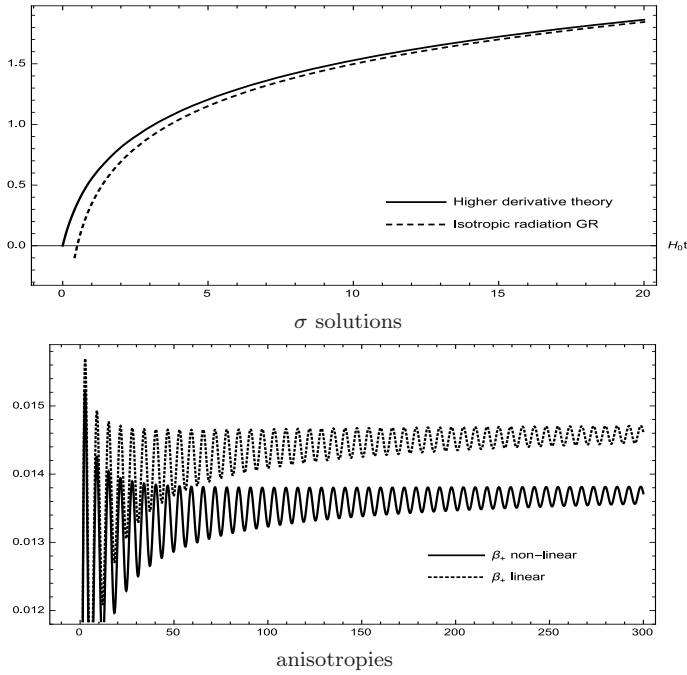 1.5
1.0
0.5
0.0
Higher derivative theory
Isotropic radiation GR
H₀t
0 5 10 15 20
σ solutions
0.015
0.014
0.013
0.012
β₊ non–linear
β₊ linear
0 50 100 150 200 250 300
anisotropies